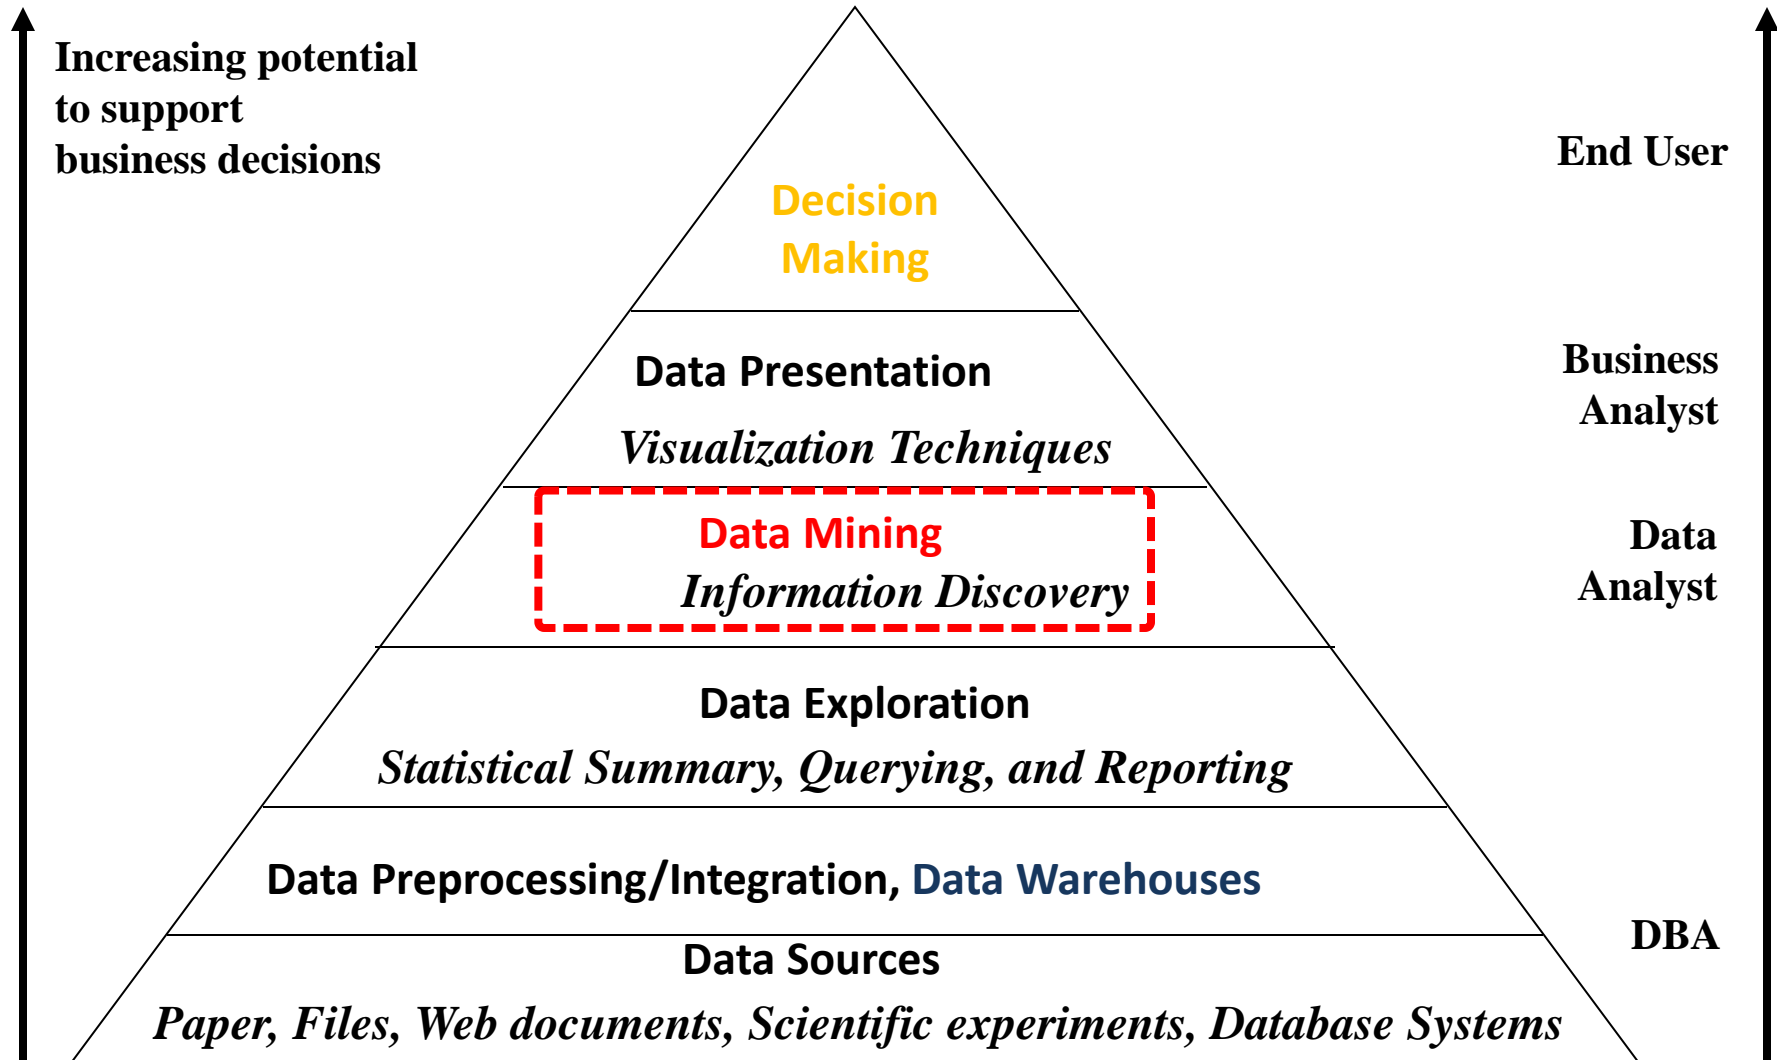 Increasing potential
to support
business decisions
End User
Decision
Making
Data Presentation
Visualization Techniques
Business
Analyst
Data Mining
Information Discovery
Data
Analyst
Data Exploration
Statistical Summary, Querying, and Reporting
Data Preprocessing/Integration, Data Warehouses
DBA
Data Sources
Paper, Files, Web documents, Scientific experiments, Database Systems